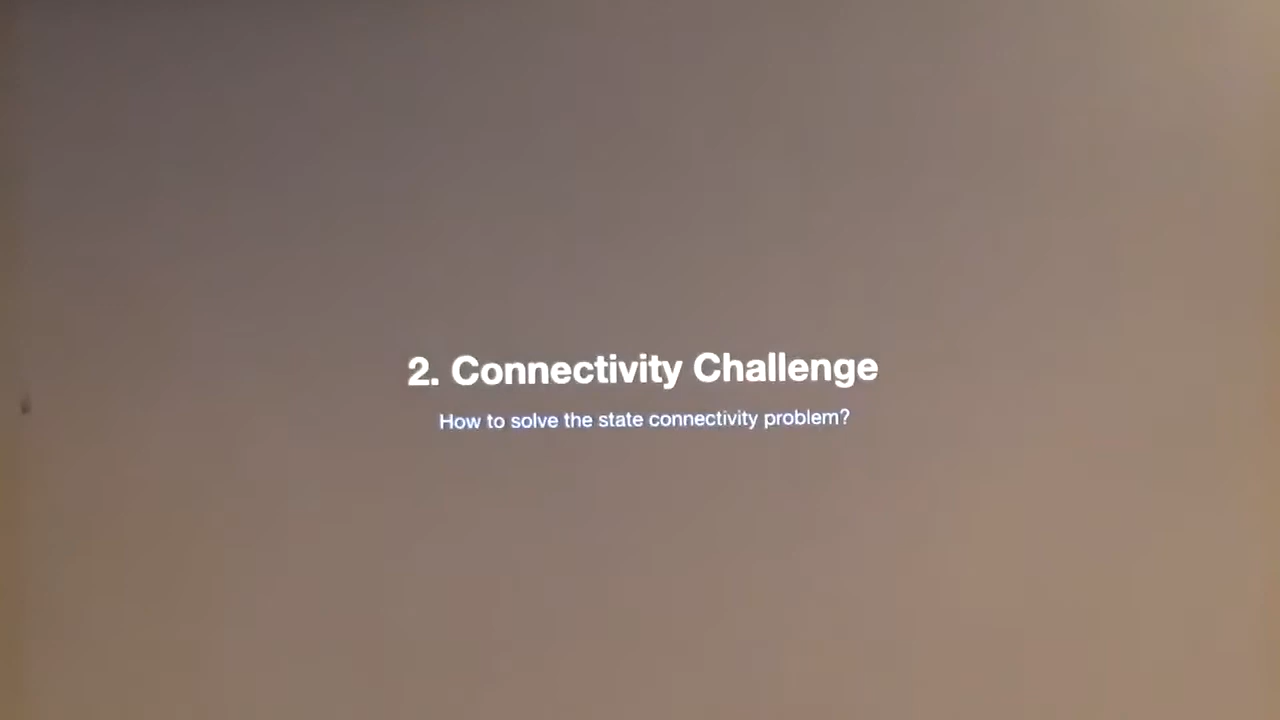 2. Connectivity Challenge
How to solve the state connectivity problem?